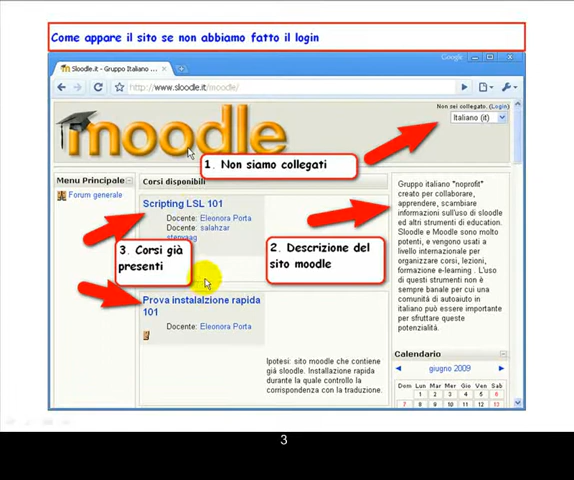 Come appare il sito se non abbiamo fatto il login
Google
Sloodle.it - Gruppo Italiano ...
http://www.sloodle.it/moodle/
Non sei collegato. (Login)
Italiano (it)
moodle
1. Non siamo collegati
Menu Principale
Forum generale
Corsi disponibili
Scripting LSL 101
Docente: Eleonora Porta
Docente: salahzar
stenvaag
3. Corsi già
presenti
2. Descrizione del
sito moodle
Prova instalalzione rapida
101
Docente: Eleonora Porta
Ipotesi: sito moodle che contiene
già sloodle. Installazione rapida
durante la quale controllo la
corrispondenza con la traduzione.
Gruppo italiano "noprofit"
creato per collaborare,
apprendere, scambiare
informazioni sull'uso di sloodle
ed altri strumenti di education.
Sloodle e Moodle sono molto
potenti, e vengono usati a
livello internazionale per
organizzare corsi, lezioni,
formazione e-learning . L'uso
di questi strumenti non è
sempre banale per cui una
comunità di autoaiuto in
italiano può essere importante
per sfruttare queste
potenzialità.
Calendario
giugno 2009
Dom Lun Mar Mer Gio Ven Sab
1 2 3 4 5 6
7 8 9 10 11 12 13
3